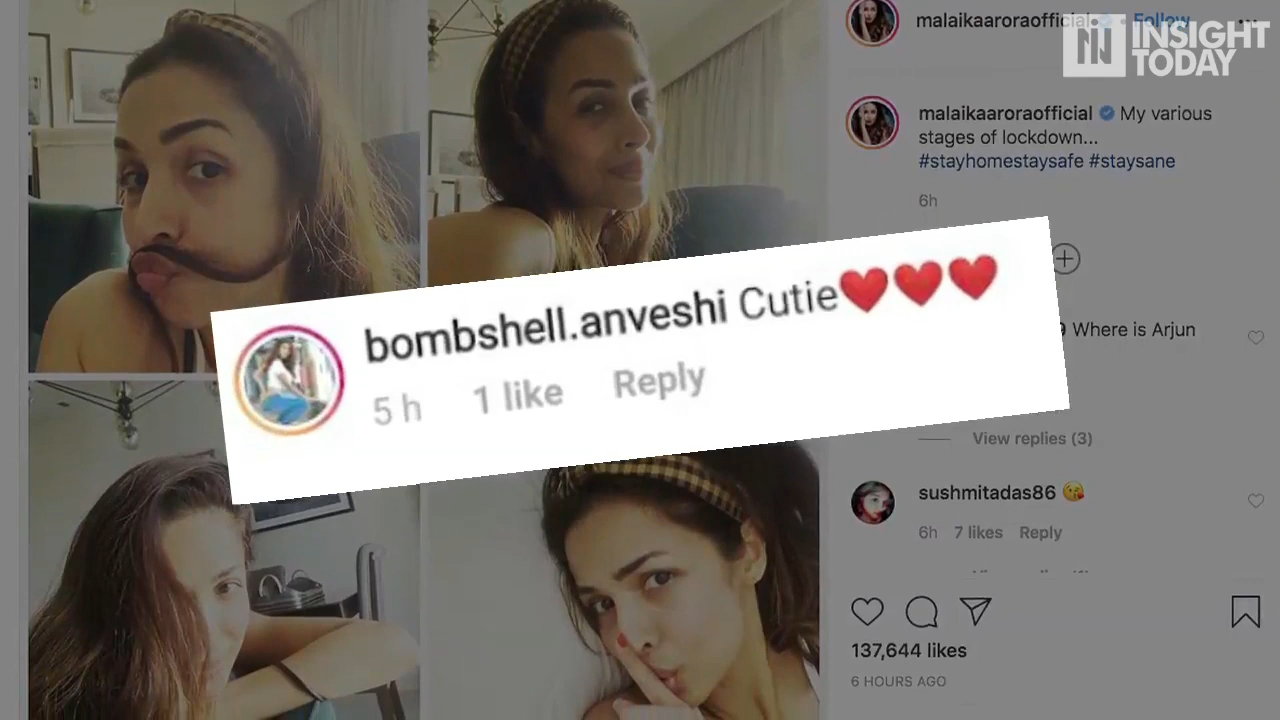 malaikaaroraofficial Follow
INSIGHT
TODAY
malaikaaroraofficial My various
stages of lockdown...
#stayhomestaysafe #staysane
6h
bombshell.anveshi Cutie❤️❤️❤️
5 h 1 like Reply
9 Where is Arjun
View replies (3)
sushmitadas86 😘
6h 7 likes Reply
137,644 likes
6 HOURS AGO